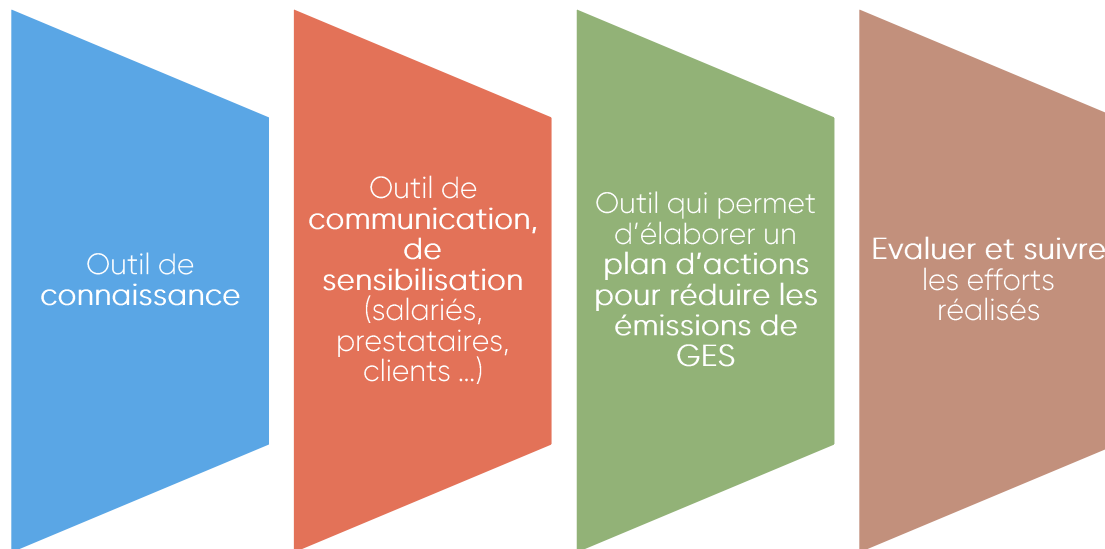 Outil de
connaissance
Outil de
communication,
de
sensibilisation
(salariés,
prestataires,
clients ...)
Outil qui permet
d'élaborer un
plan d'actions
pour réduire les
émissions de
GES
Evaluer et suivre
les efforts
réalisés